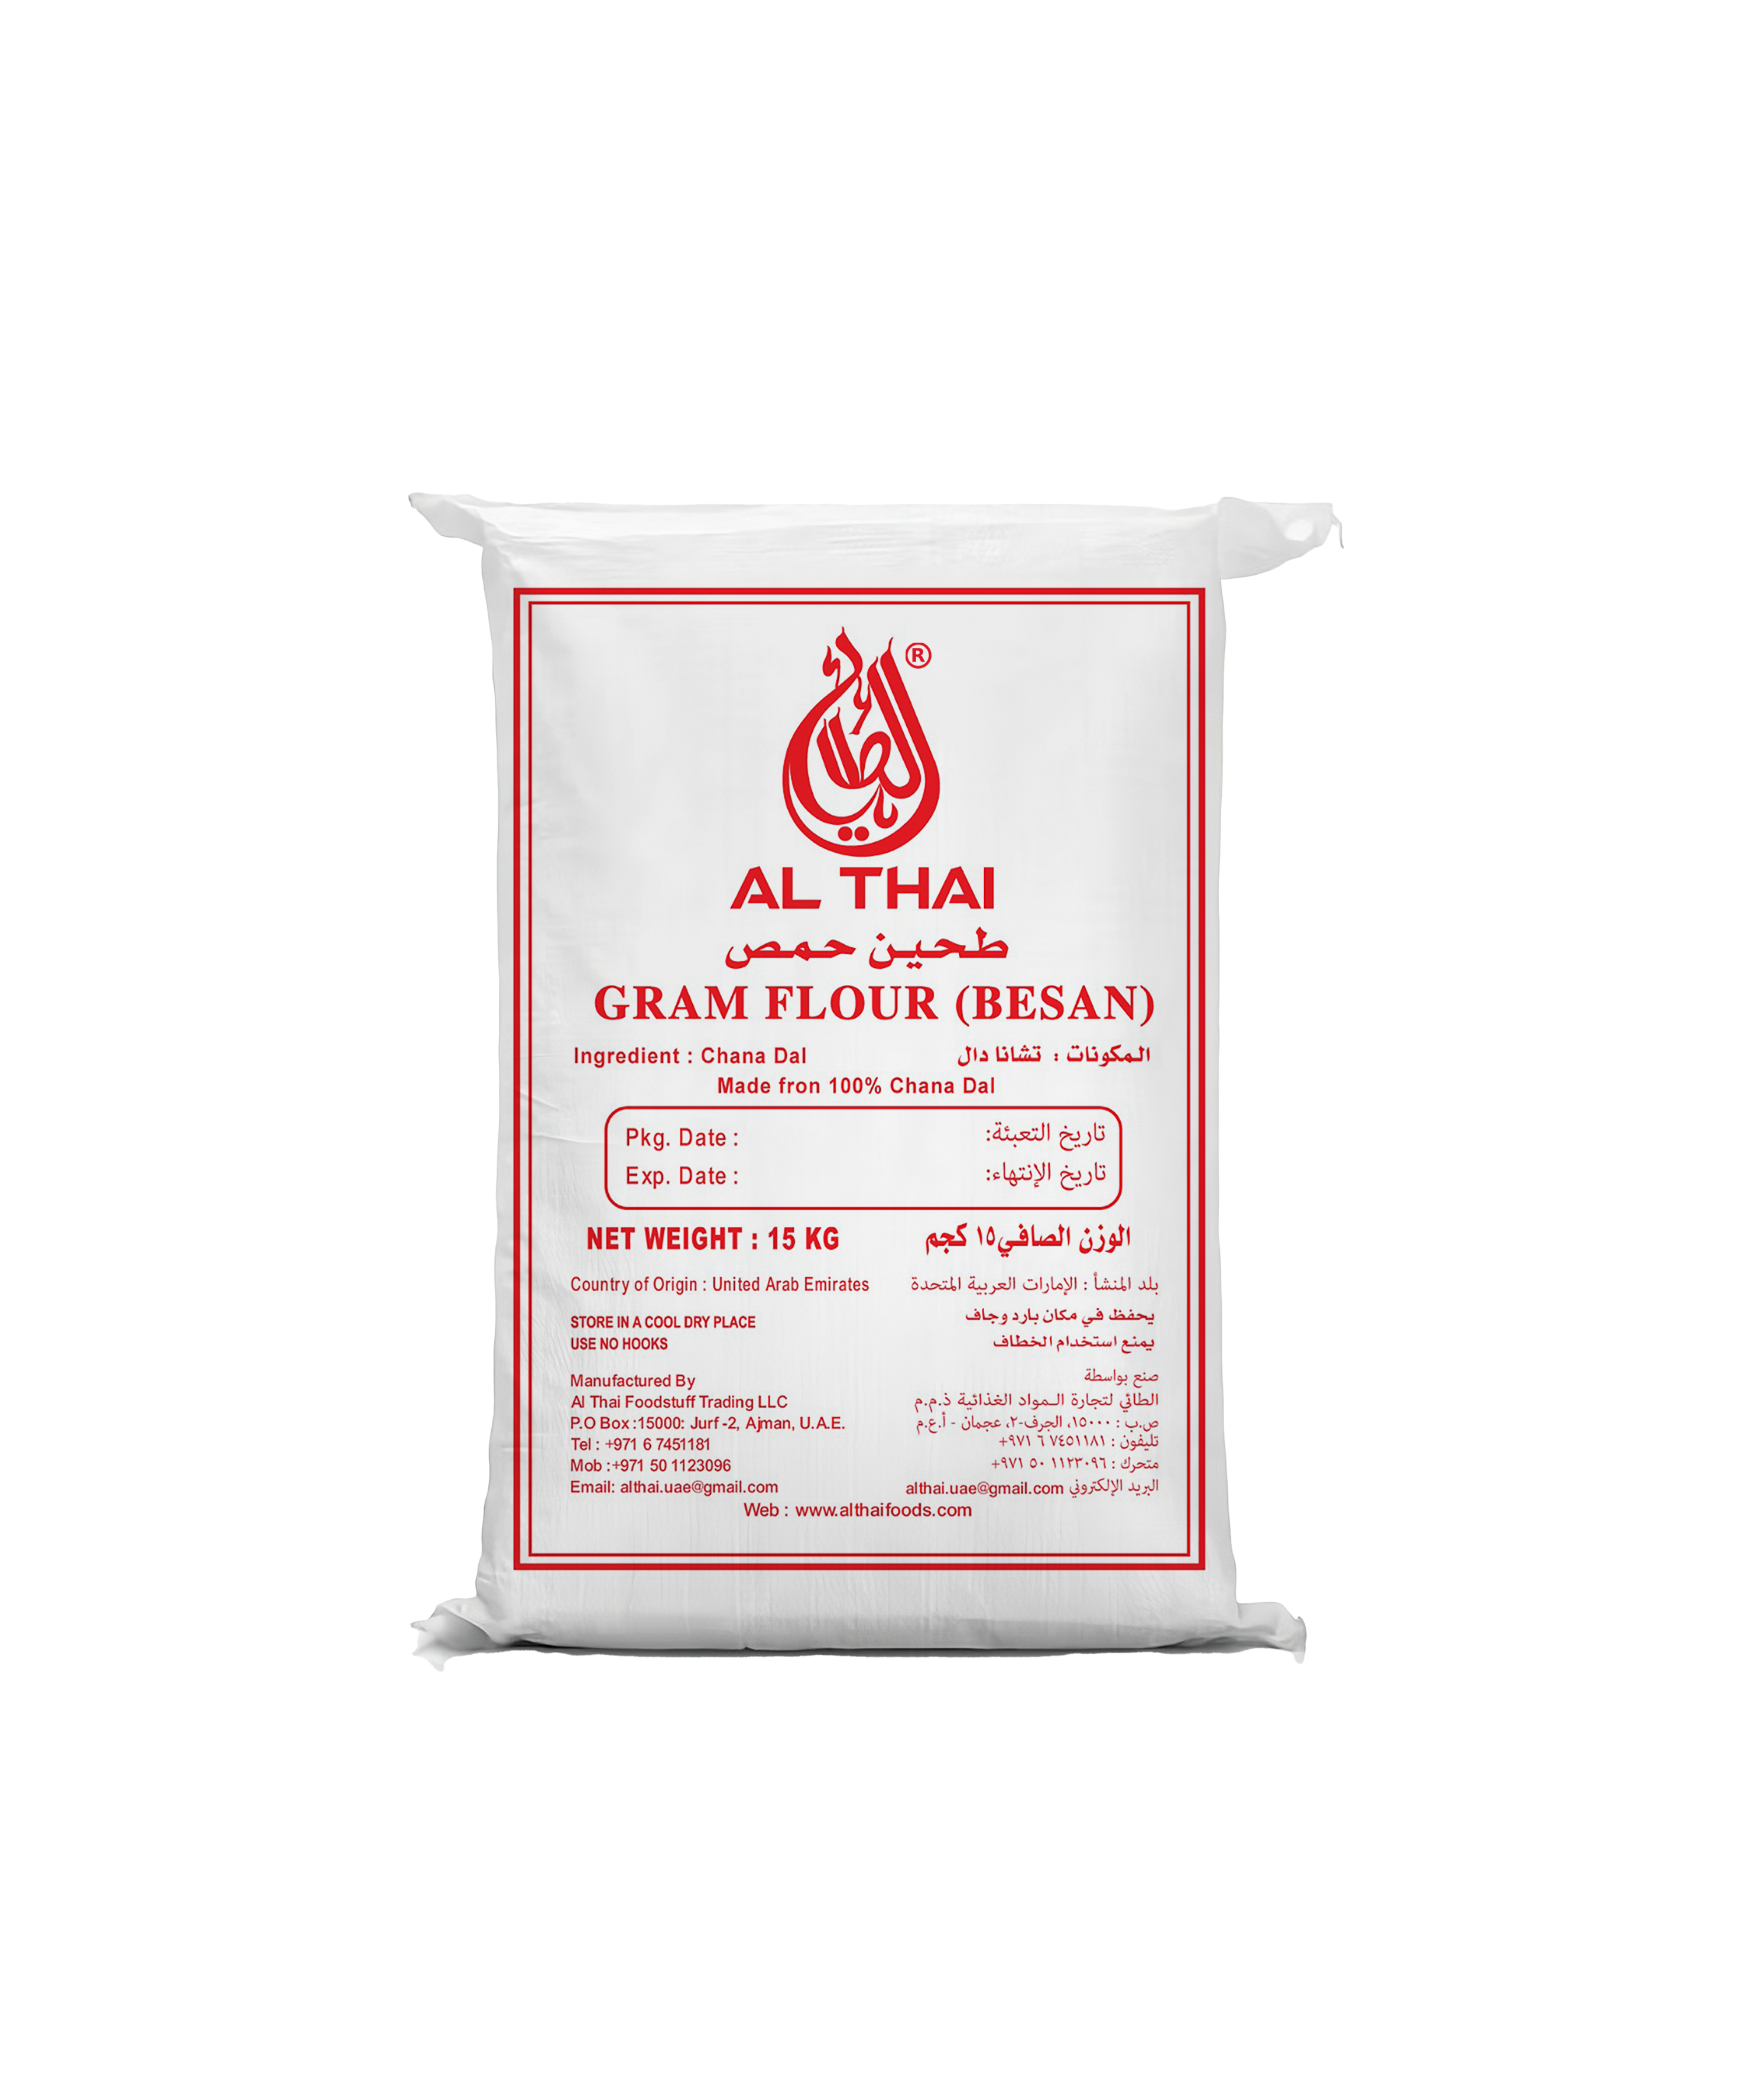 الطائي ®
AL THAI
طحين حمص
GRAM FLOUR (BESAN)
Ingredient : Chana Dal المكونات : تشانا دال
Made fron 100% Chana Dal
Pkg. Date : تاريخ التعبئة:
Exp. Date : تاريخ الإنتهاء:
NET WEIGHT : 15 KG الوزن الصافي١٥ كجم
Country of Origin : United Arab Emirates بلد المنشأ : الإمارات العربية المتحدة
STORE IN A COOL DRY PLACE يحفظ في مكان بارد وجاف
USE NO HOOKS يمنع استخدام الخطاف
Manufactured By صنع بواسطة
Al Thai Foodstuff Trading LLC الطائي لتجارة المواد الغذائية ذ.م.م
P.O Box :15000: Jurf -2, Ajman, U.A.E. ص.ب : ١٥٠٠٠، الجرف-٢، عجمان - أ.ع.م
Tel : +971 6 7451181 تليفون : ٧٤٥١١٨١ ٦ ٩٧١+
Mob :+971 50 1123096 متحرك : ١١٢٣٠٩٦ ٥٠ ٩٧١+
Email: althai.uae@gmail.com البريد الإلكتروني althai.uae@gmail.com
Web : www.althaifoods.com